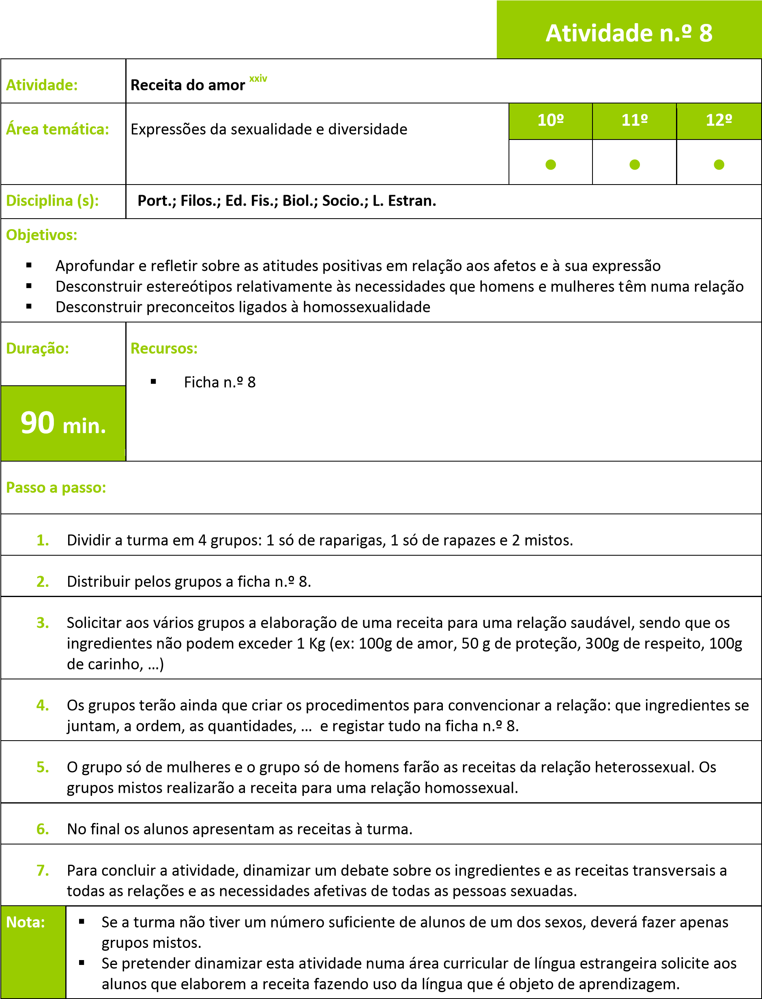 Atividade n.º 8
Atividade:
Receita do amor xxiv
Área temática:
Expressões da sexualidade e diversidade
10º
11º
12º
●
●
●
Disciplina (s):
Port.; Filos.; Ed. Fis.; Biol.; Socio.; L. Estran.
Objetivos:
▪ Aprofundar e refletir sobre as atitudes positivas em relação aos afetos e à sua expressão
▪ Desconstruir estereótipos relativamente às necessidades que homens e mulheres têm numa relação
▪ Desconstruir preconceitos ligados à homossexualidade
Duração:
90 min.
Recursos:
▪ Ficha n.º 8
Passo a passo:
1. Dividir a turma em 4 grupos: 1 só de raparigas, 1 só de rapazes e 2 mistos.
2. Distribuir pelos grupos a ficha n.º 8.
3. Solicitar aos vários grupos a elaboração de uma receita para uma relação saudável, sendo que os
ingredientes não podem exceder 1 Kg (ex: 100g de amor, 50 g de proteção, 300g de respeito, 100g
de carinho, …)
4. Os grupos terão ainda que criar os procedimentos para convencionar a relação: que ingredientes se
juntam, a ordem, as quantidades, … e registar tudo na ficha n.º 8.
5. O grupo só de mulheres e o grupo só de homens farão as receitas da relação heterossexual. Os
grupos mistos realizarão a receita para uma relação homossexual.
6. No final os alunos apresentam as receitas à turma.
7. Para concluir a atividade, dinamizar um debate sobre os ingredientes e as receitas transversais a
todas as relações e as necessidades afetivas de todas as pessoas sexuadas.
Nota:
▪ Se a turma não tiver um número suficiente de alunos de um dos sexos, deverá fazer apenas
grupos mistos.
▪ Se pretender dinamizar esta atividade numa área curricular de língua estrangeira solicite aos
alunos que elaborem a receita fazendo uso da língua que é objeto de aprendizagem.